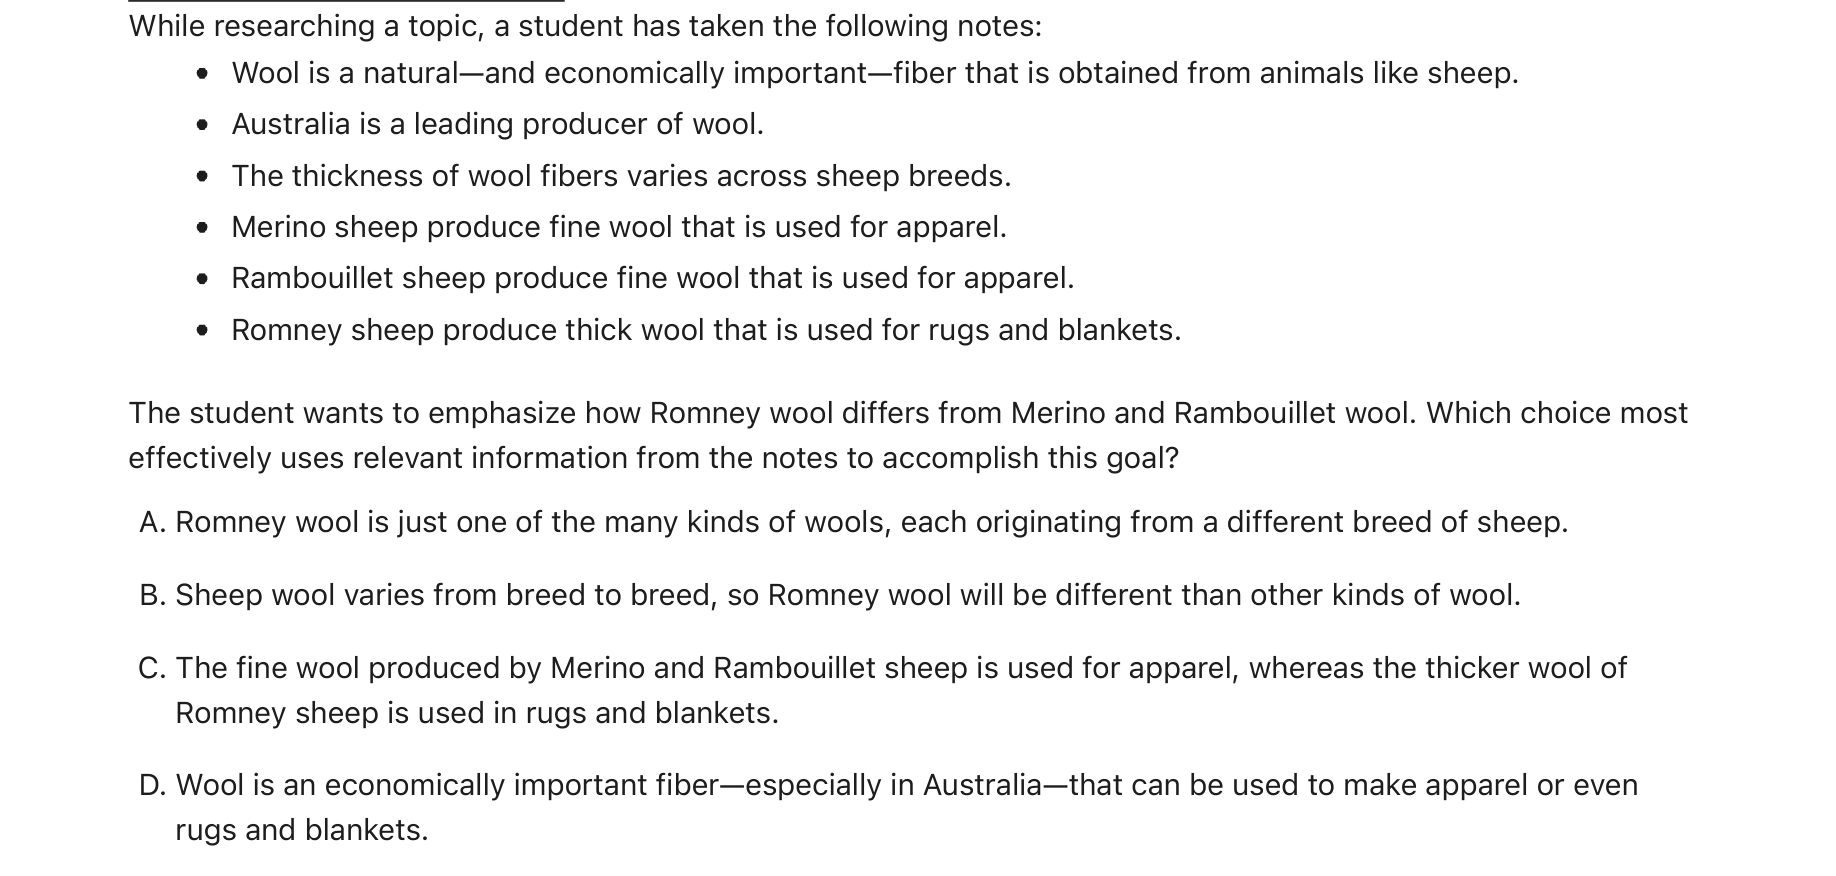 While researching a topic, a student has taken the following notes:
• Wool is a natural—and economically important—fiber that is obtained from animals like sheep.
• Australia is a leading producer of wool.
• The thickness of wool fibers varies across sheep breeds.
• Merino sheep produce fine wool that is used for apparel.
• Rambouillet sheep produce fine wool that is used for apparel.
• Romney sheep produce thick wool that is used for rugs and blankets.
The student wants to emphasize how Romney wool differs from Merino and Rambouillet wool. Which choice most
effectively uses relevant information from the notes to accomplish this goal?
A. Romney wool is just one of the many kinds of wools, each originating from a different breed of sheep.
B. Sheep wool varies from breed to breed, so Romney wool will be different than other kinds of wool.
C. The fine wool produced by Merino and Rambouillet sheep is used for apparel, whereas the thicker wool of
Romney sheep is used in rugs and blankets.
D. Wool is an economically important fiber—especially in Australia—that can be used to make apparel or even
rugs and blankets.